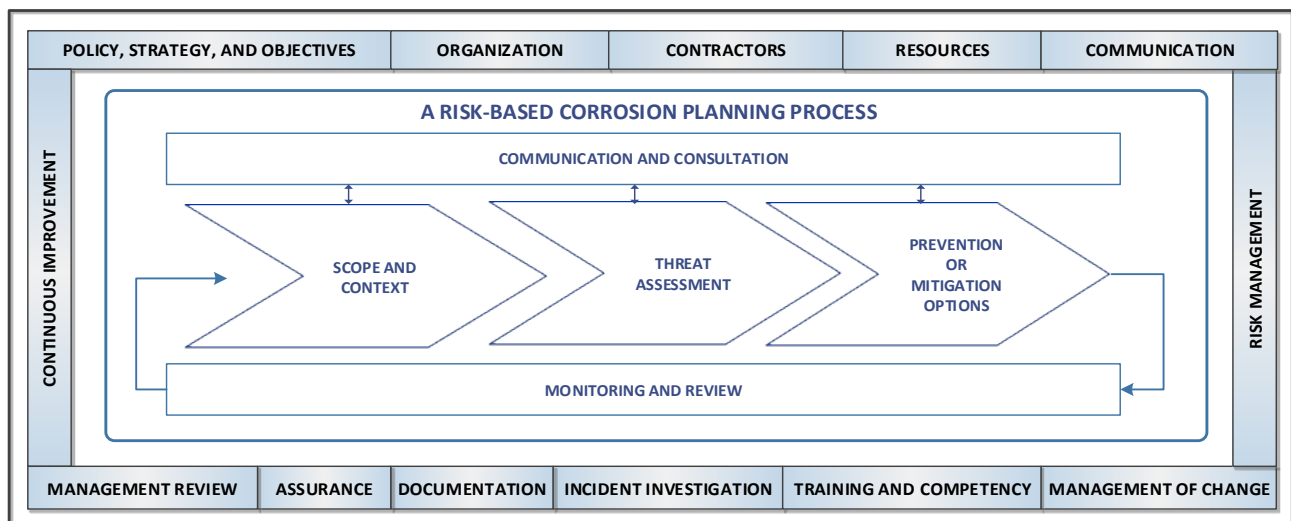 POLICY, STRATEGY, AND OBJECTIVES
ORGANIZATION
CONTRACTORS
RESOURCES
COMMUNICATION
CONTINUOUS IMPROVEMENT
A RISK-BASED CORROSION PLANNING PROCESS
COMMUNICATION AND CONSULTATION
SCOPE AND
CONTEXT
THREAT
ASSESSMENT
PREVENTION
OR
MITIGATION
OPTIONS
MONITORING AND REVIEW
RISK MANAGEMENT
MANAGEMENT REVIEW
ASSURANCE
DOCUMENTATION
INCIDENT INVESTIGATION
TRAINING AND COMPETENCY
MANAGEMENT OF CHANGE